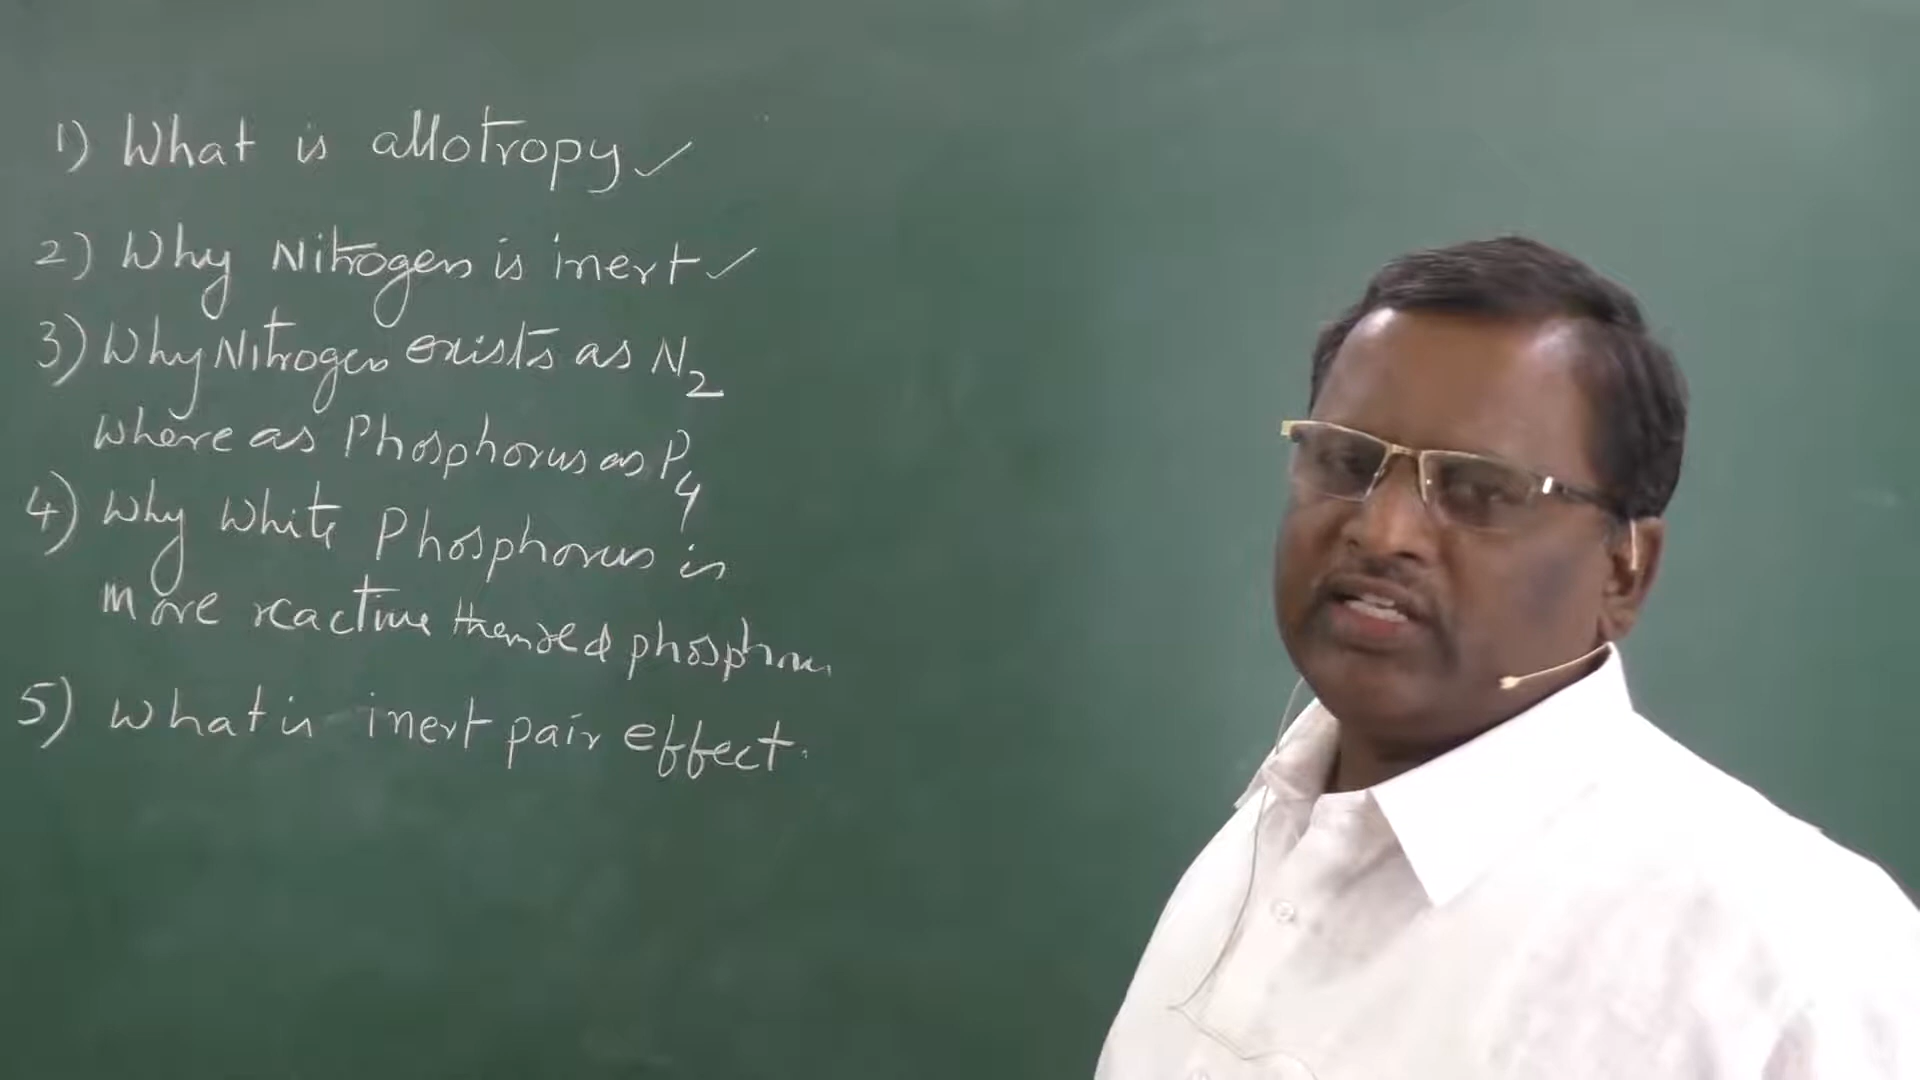 1) What is allotropy ✓
2) Why Nitrogen is inert ✓
3) Why Nitrogen exists as N₂
where as Phosphorus as P₄
4) Why White Phosphorus is
more reactive than red phosphorus
5) What is inert pair effect.